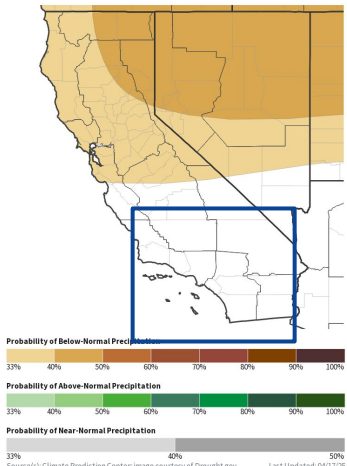 Probability of Below-Normal Precipitation
33% 40% 50% 60% 70% 80% 90% 100%
Probability of Above-Normal Precipitation
33% 40% 50% 60% 70% 80% 90% 100%
Probability of Near-Normal Precipitation
33% 40% 50%
Source(s): Climate Prediction Center; image courtesy of Drought.gov Last Updated: 04/17/25